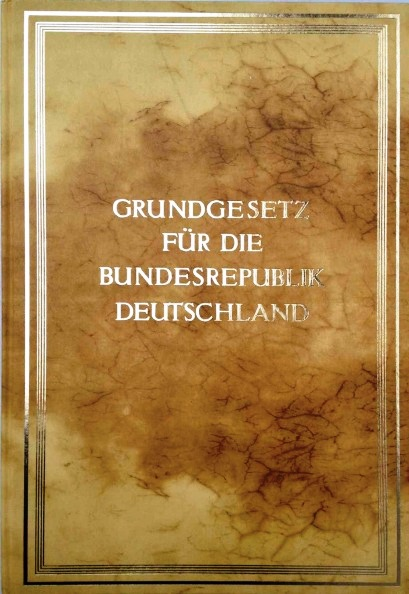 GRUNDGESETZ
FÜR DIE
BUNDESREPUBLIK
DEUTSCHLAND